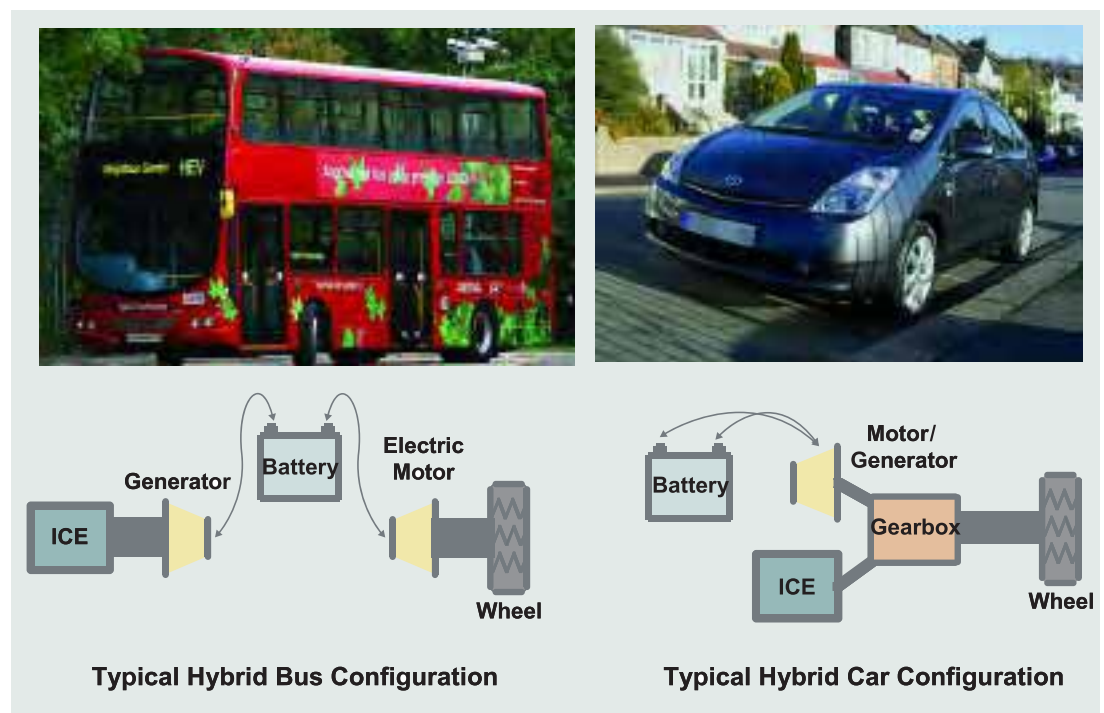 HEV
Battery
Electric
Motor
Generator
ICE
Wheel
Typical Hybrid Bus Configuration
Motor/
Generator
Battery
Gearbox
ICE
Wheel
Typical Hybrid Car Configuration